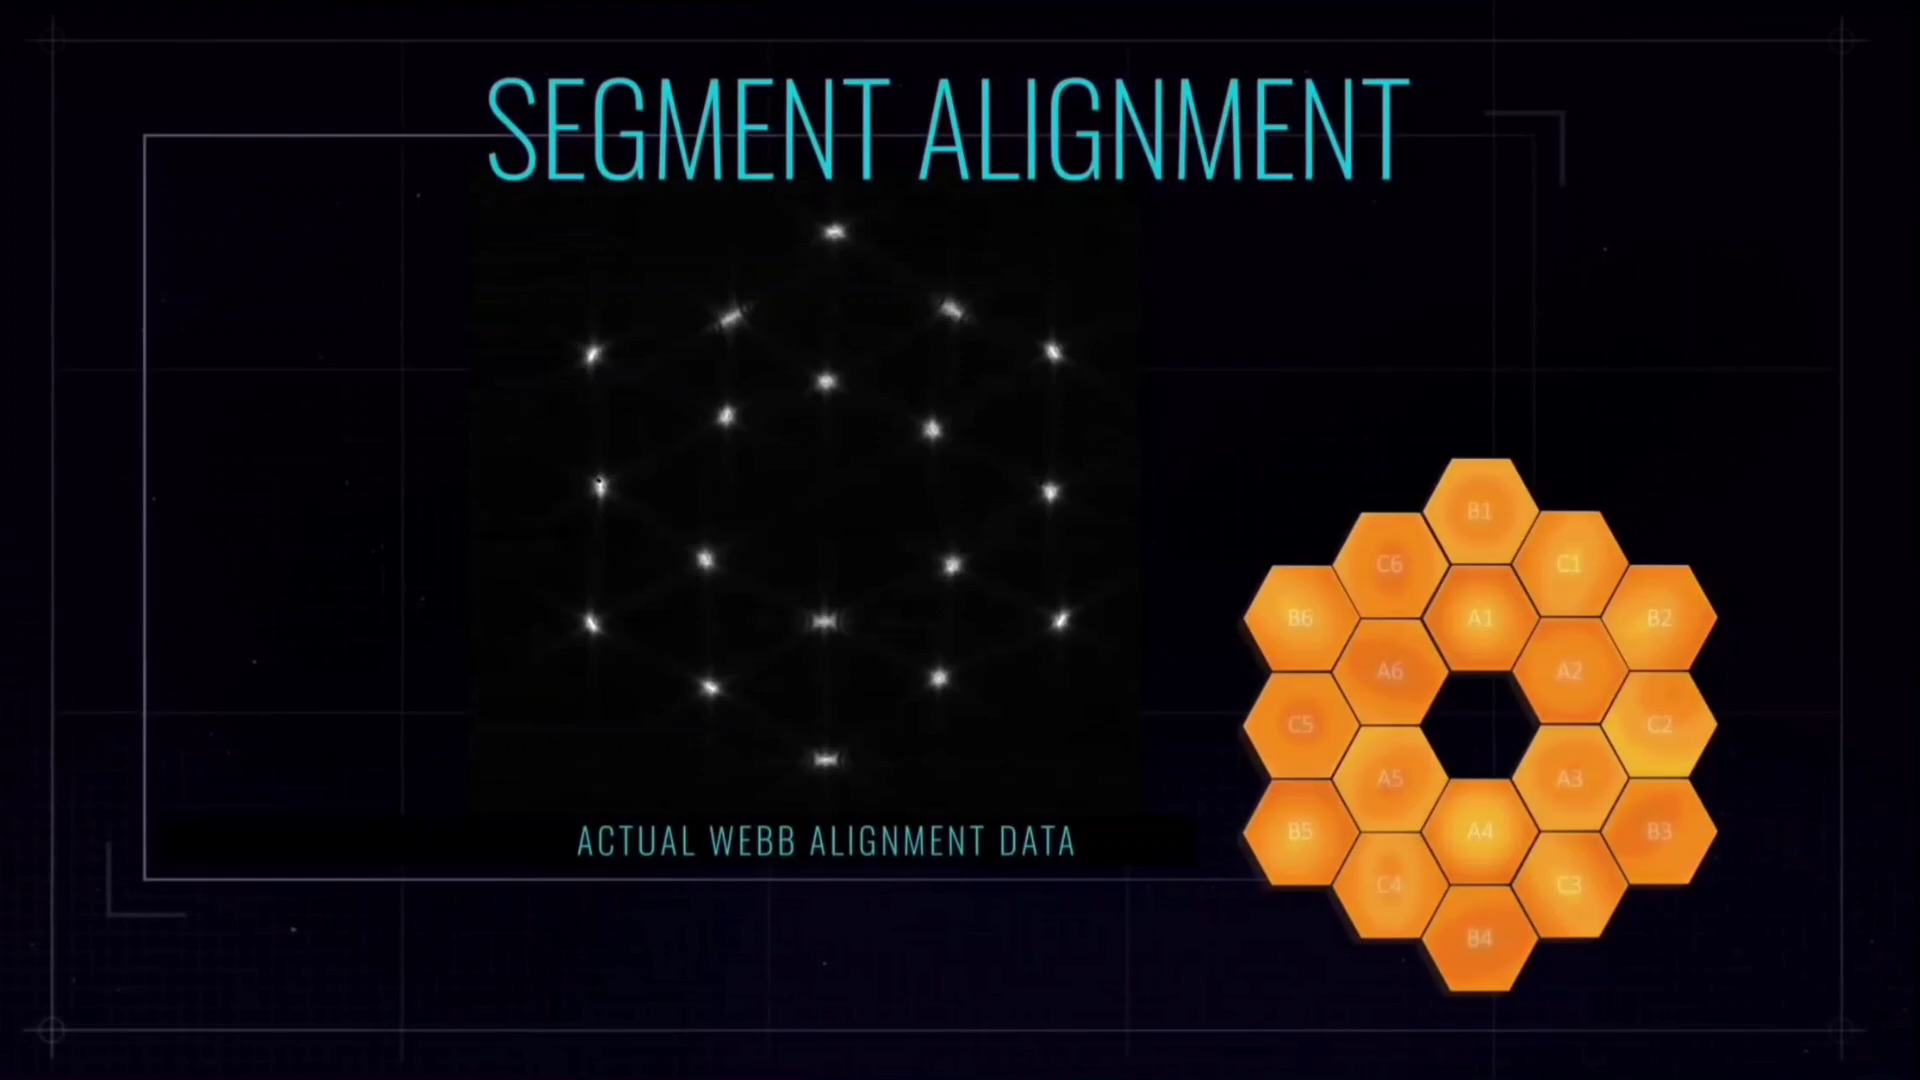 SEGMENT ALIGNMENT
B1
C6
C1
B6
A1
B2
A6
A2
C5
C2
A5
A3
B5
A4
B3
C4
C3
B4
ACTUAL WEBB ALIGNMENT DATA